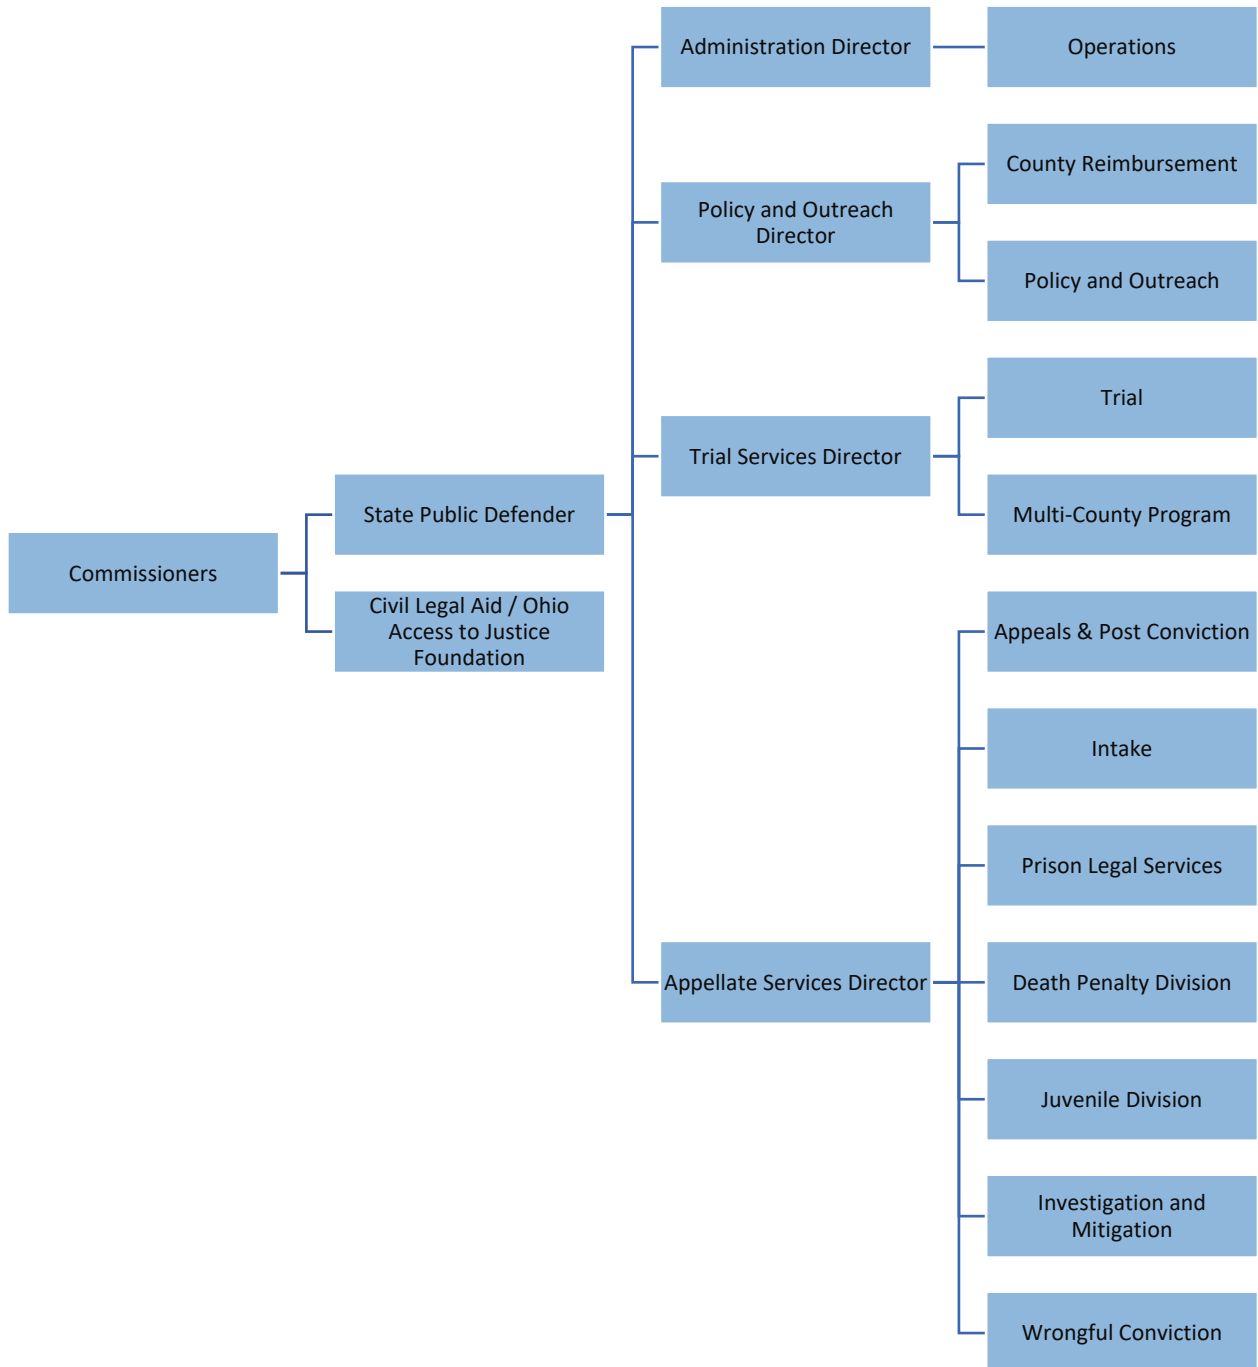 Commissioners
State Public Defender
Civil Legal Aid / Ohio
Access to Justice
Foundation
Administration Director
Operations
Policy and Outreach
Director
County Reimbursement
Policy and Outreach
Trial Services Director
Trial
Multi-County Program
Appellate Services Director
Appeals & Post Conviction
Intake
Prison Legal Services
Death Penalty Division
Juvenile Division
Investigation and
Mitigation
Wrongful Conviction